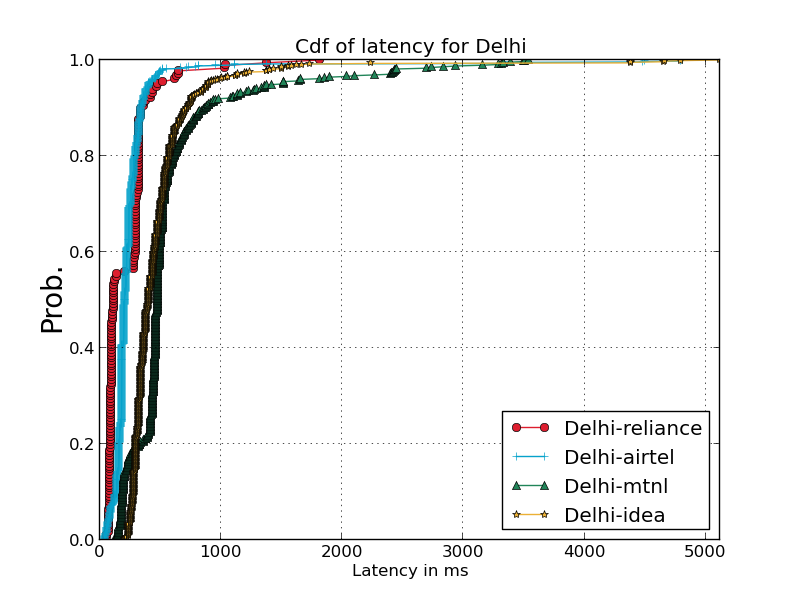 Cdf of latency for Delhi
1.0
0.8
0.6
0.4
0.2
0.0
Prob.
0 1000 2000 3000 4000 5000
Latency in ms
Delhi-reliance
Delhi-airtel
Delhi-mtnl
Delhi-idea